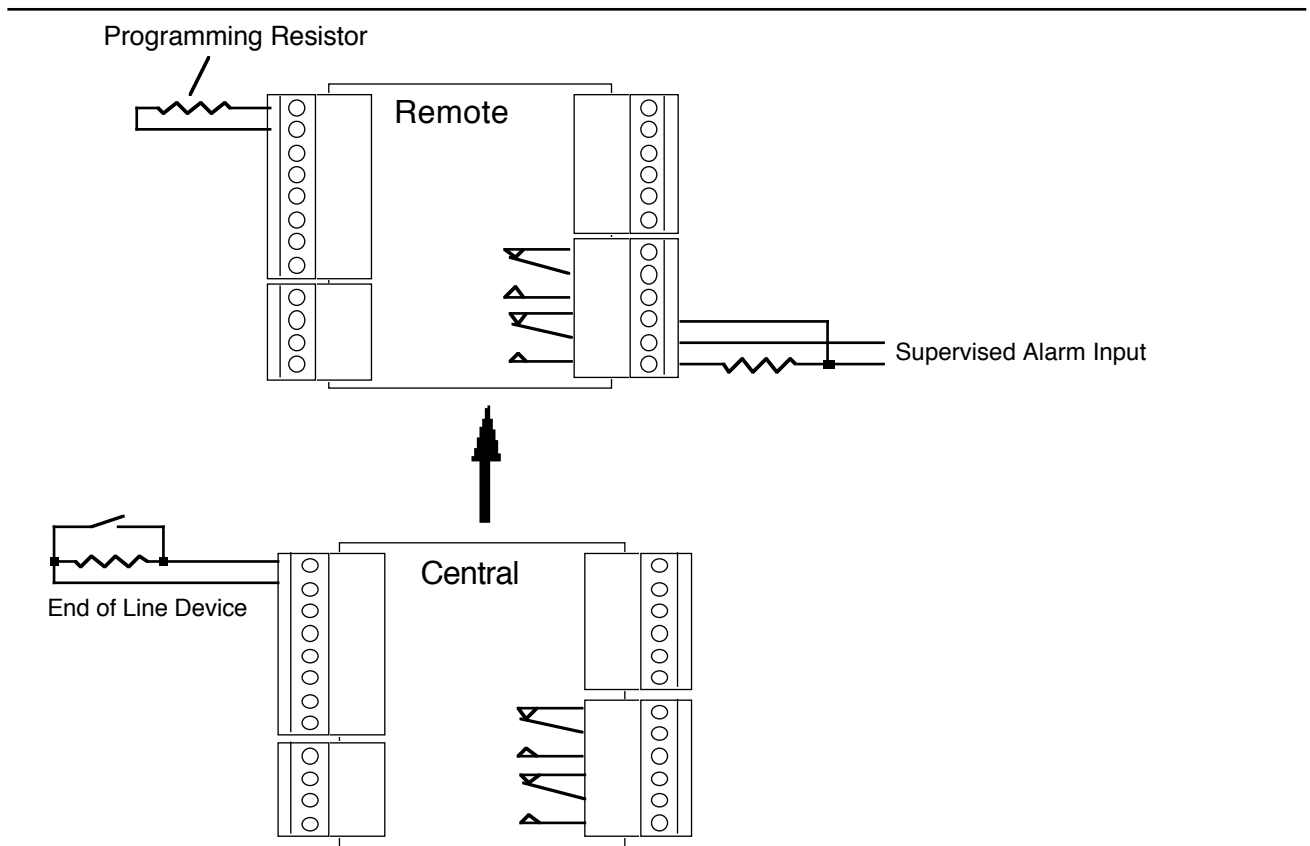 Programming Resistor
Remote
Supervised Alarm Input
Central
End of Line Device